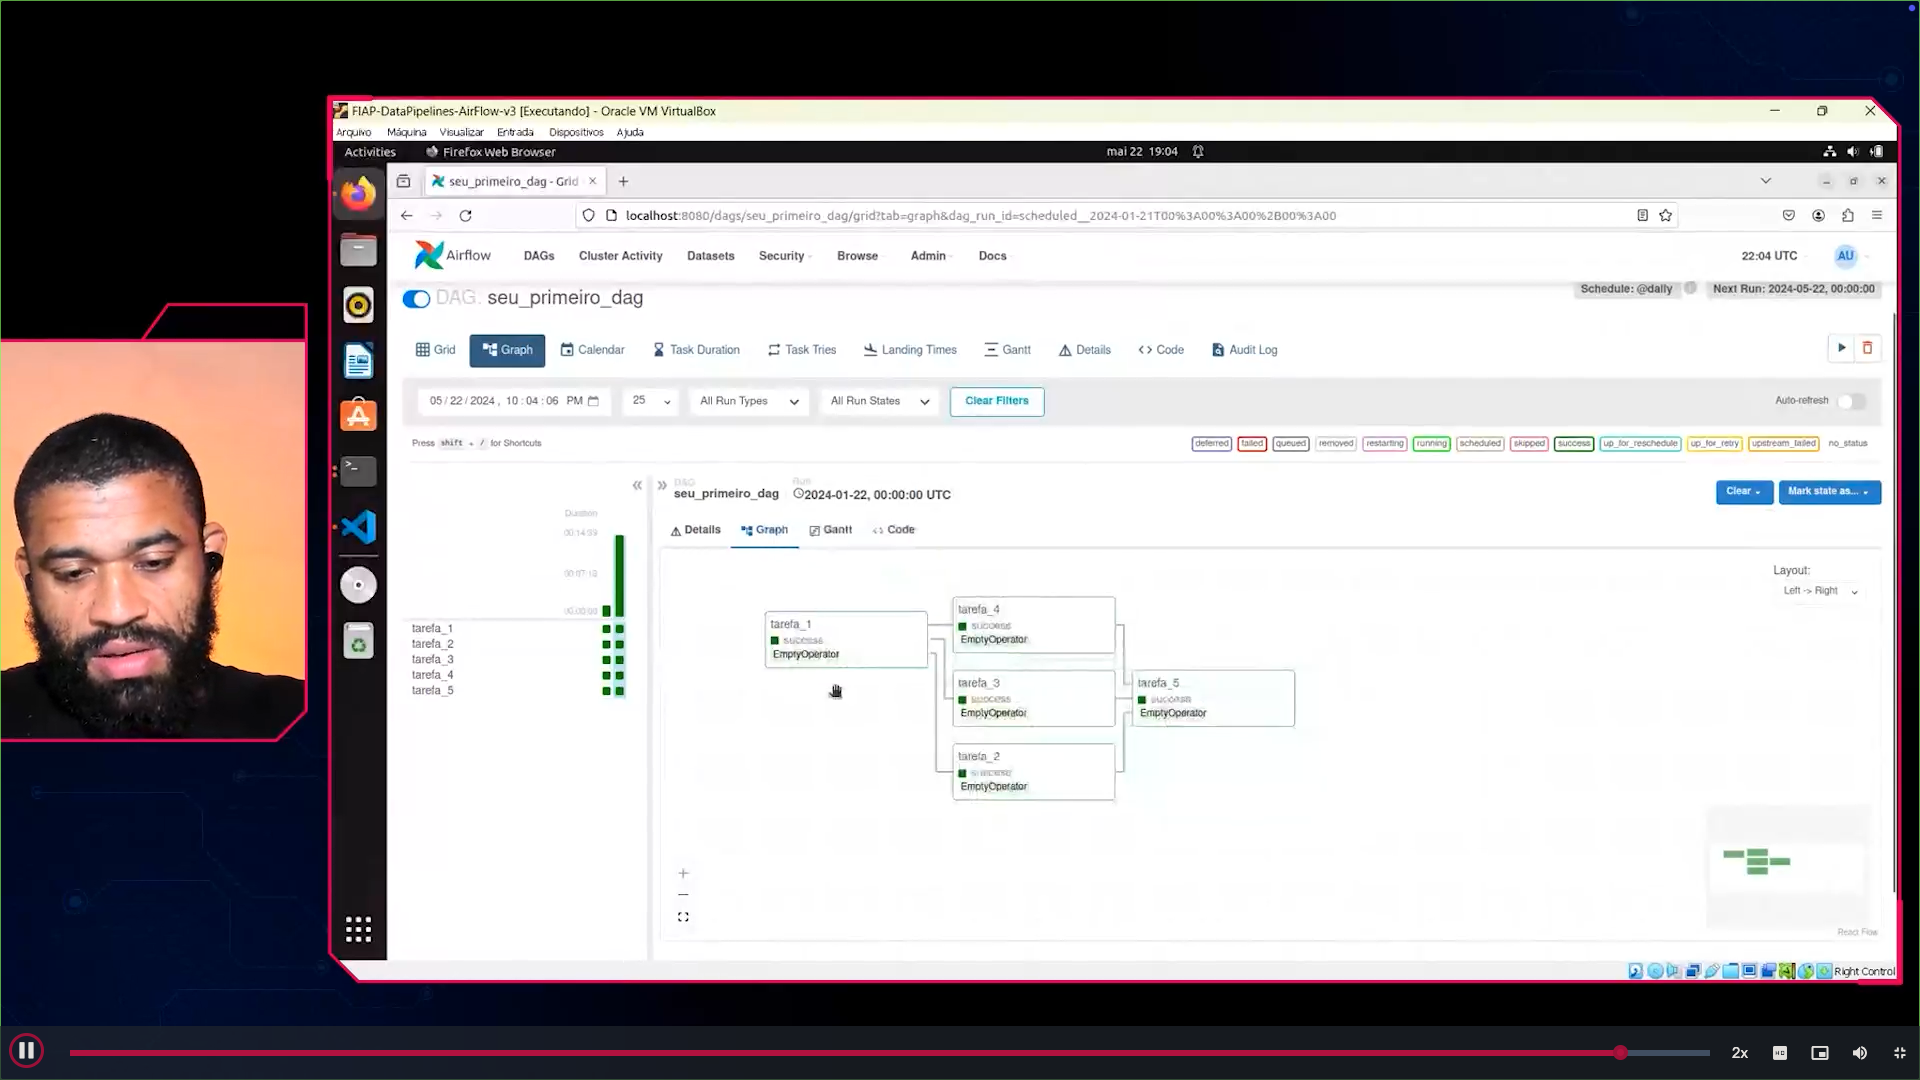 FIAP-DataPipelines-AirFlow-v3 [Executando] - Oracle VM VirtualBox
Arquivo Máquina Visualizar Entrada Dispositivos Ajuda
Activities Firefox Web Browser mai 22 19:04
seu_primeiro_dag - Grid
localhost:8080/dags/seu_primeiro_dag/grid?tab=graph&dag_run_id=scheduled__2024-01-21T00%3A00%3A00%2B00%3A00
Airflow DAGs Cluster Activity Datasets Security Browse Admin Docs 22:04 UTC AU
DAG: seu_primeiro_dag Schedule: @daily Next Run: 2024-05-22, 00:00:00
Grid Graph Calendar Task Duration Task Tries Landing Times Gantt Details Code Audit Log
05/22/2024, 10:04:06 PM 25 All Run Types All Run States Clear Filters Auto-refresh
Press shift + / for Shortcuts deferred failed queued removed restarting running scheduled skipped success up_for_reschedule up_for_retry upstream_failed no_status
DAG Run
seu_primeiro_dag 2024-01-22, 00:00:00 UTC Clear Mark state as...
Duration
Details Graph Gantt Code
00:00:00
Layout:
Left -> Right
tarefa_1
tarefa_2
tarefa_3
tarefa_4
tarefa_5
tarefa_1
success
EmptyOperator
tarefa_4
success
EmptyOperator
tarefa_3
success
EmptyOperator
tarefa_2
success
EmptyOperator
tarefa_5
success
EmptyOperator
React Flow
Right Control
2x